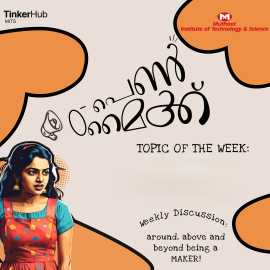 TinkerHub
MITS
Muthoot
Institute of Technology & Science
പെൺ
മൈക്ക്
TOPIC OF THE WEEK:
Weekly Discussion:
around, above and
beyond being a
MAKER!